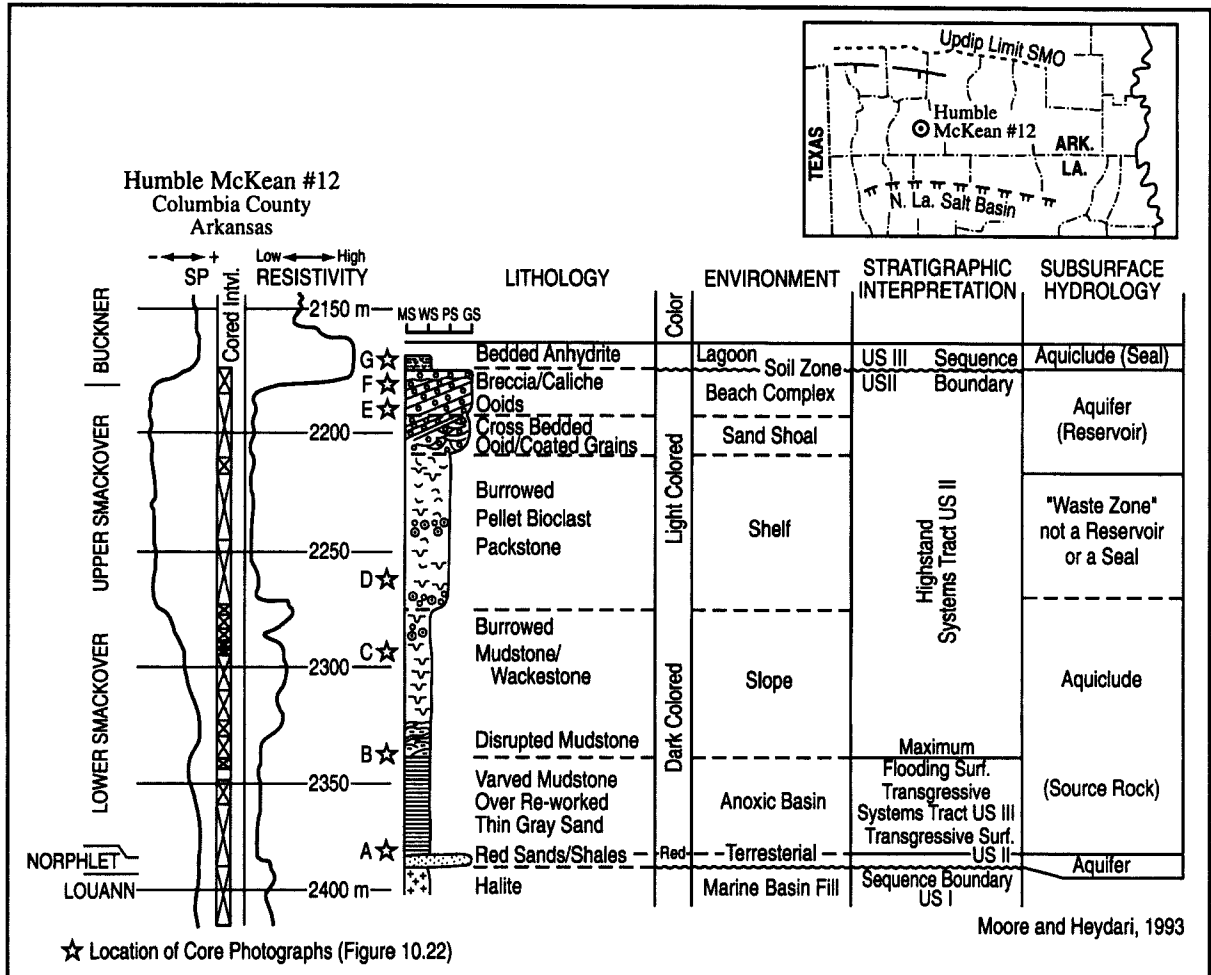 Updip Limit SMO
Humble
McKean #12
TEXAS
ARK.
LA.
N. La. Salt Basin
Humble McKean #12
Columbia County
Arkansas
- +
SP
Cored Intvl.
Low High
RESISTIVITY
LITHOLOGY
Color
ENVIRONMENT
STRATIGRAPHIC
INTERPRETATION
SUBSURFACE
HYDROLOGY
MS WS PS GS
BUCKNER
UPPER SMACKOVER
LOWER SMACKOVER
NORPHLET
LOUANN
2150 m
2200
2250
2300
2350
2400 m
G
F
E
D
C
B
A
Bedded Anhydrite
Breccia/Caliche
Ooids
Cross Bedded
Ooid/Coated Grains
Burrowed
Pellet Bioclast
Packstone
Burrowed
Mudstone/
Wackestone
Disrupted Mudstone
Varved Mudstone
Over Re-worked
Thin Gray Sand
Red Sands/Shales
Halite
Light Colored
Dark Colored
Red
Lagoon
Soil Zone
Beach Complex
Sand Shoal
Shelf
Slope
Anoxic Basin
Terresterial
Marine Basin Fill
US III Sequence
USII Boundary
Highstand
Systems Tract US II
Maximum
Flooding Surf.
Transgressive
Systems Tract US III
Transgressive Surf.
US II
Sequence Boundary
US I
Aquiclude (Seal)
Aquifer
(Reservoir)
"Waste Zone"
not a Reservoir
or a Seal
Aquiclude
(Source Rock)
Aquifer
Moore and Heydari, 1993
☆ Location of Core Photographs (Figure 10.22)